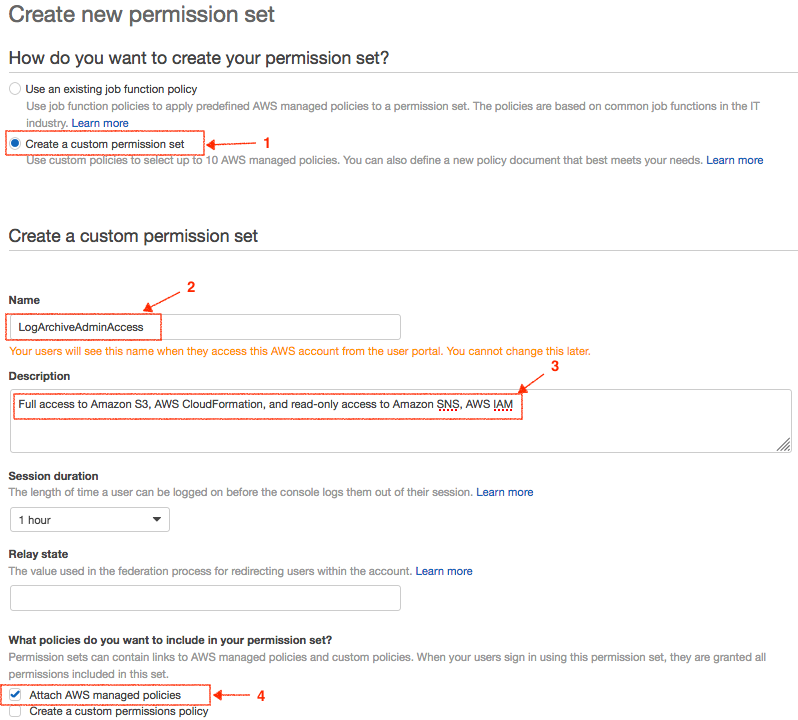 Create new permission set
How do you want to create your permission set?
Use an existing job function policy
Use job function policies to apply predefined AWS managed policies to a permission set. The policies are based on common job functions in the IT
industry. Learn more
Create a custom permission set
1
Use custom policies to select up to 10 AWS managed policies. You can also define a new policy document that best meets your needs. Learn more
Create a custom permission set
2
Name
LogArchiveAdminAccess
Your users will see this name when they access this AWS account from the user portal. You cannot change this later.
3
Description
Full access to Amazon S3, AWS CloudFormation, and read-only access to Amazon SNS, AWS IAM
Session duration
The length of time a user can be logged on before the console logs them out of their session. Learn more
1 hour
Relay state
The value used in the federation process for redirecting users within the account. Learn more
What policies do you want to include in your permission set?
Permission sets can contain links to AWS managed policies and custom policies. When your users sign in using this permission set, they are granted all
permissions included in this set.
Attach AWS managed policies
4
Create a custom permissions policy